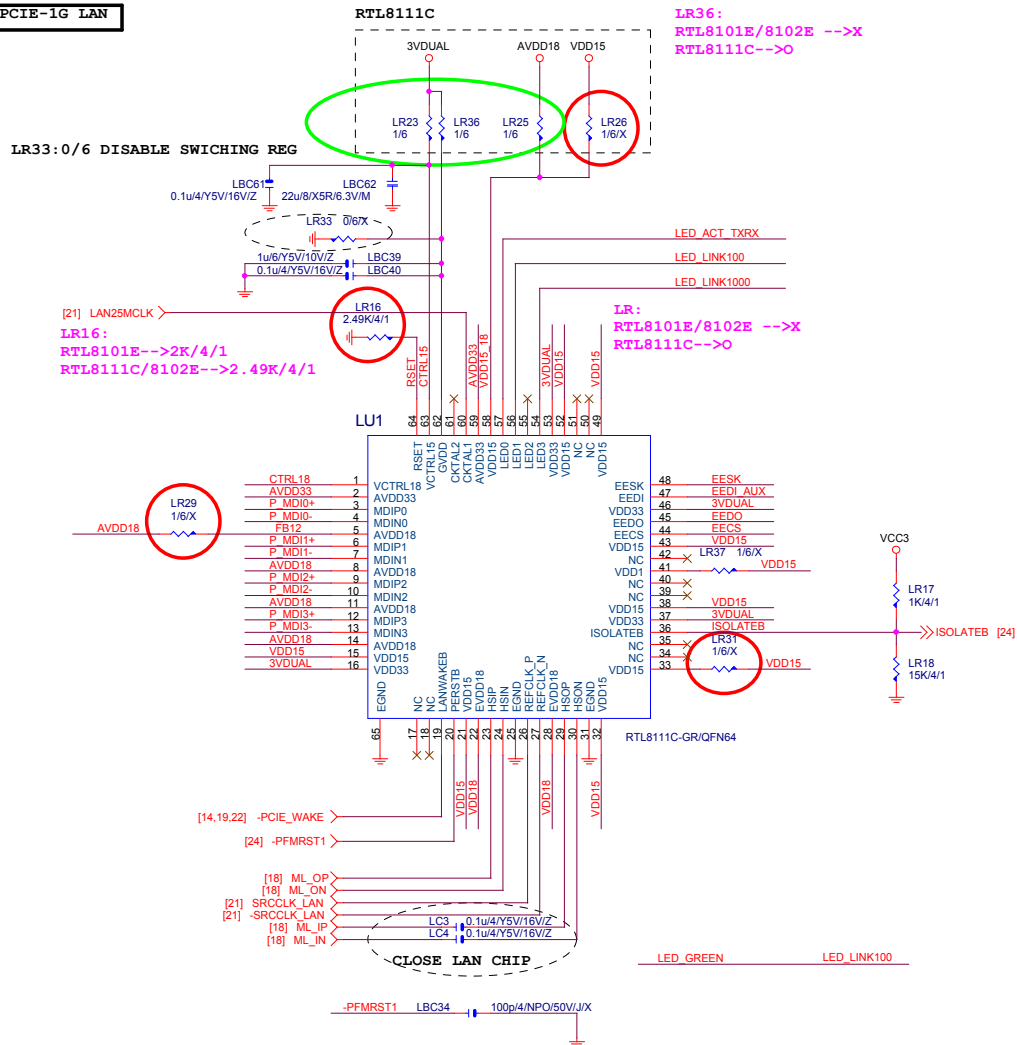 PCIE-1G LAN
RTL8111C
LR36:
RTL8101E/8102E -->X
RTL8111C-->O
3VDUAL
AVDD18
VDD15
LR23
1/6
LR36
1/6
LR25
1/6
LR26
1/6/X
LR33:0/6 DISABLE SWICHING REG
LBC61
0.1u/4/Y5V/16V/Z
LBC62
22u/8/X5R/6.3V/M
LR33 0/6/X
1u/6/Y5V/10V/Z LBC39
0.1u/4/Y5V/16V/Z LBC40
LED_ACT_TXRX
LED_LINK100
LED_LINK1000
[21] LAN25MCLK
LR16
2.49K/4/1
LR16:
RTL8101E-->2K/4/1
RTL8111C/8102E-->2.49K/4/1
LR:
RTL8101E/8102E -->X
RTL8111C-->O
RSET
CTRL15
AVDD33
VDD15_18
3VDUAL
VDD15
VDD15
LU1
64 63 62 61 60 59 58 57 56 55 54 53 52 51 50 49
RSET
VCTRL15
GVDD
CKTAL2
CKTAL1
AVDD33
VDD15
LED0
LED1
LED2
LED3
VDD33
VDD15
NC
NC
VDD15
CTRL18 1 VCTRL18
AVDD33 2 AVDD33
P_MDI0+ 3 MDIP0
P_MDI0- 4 MDIN0
FB12 5 AVDD18
P_MDI1+ 6 MDIP1
P_MDI1- 7 MDIN1
AVDD18 8 AVDD18
P_MDI2+ 9 MDIP2
P_MDI2- 10 MDIN2
AVDD18 11 AVDD18
P_MDI3+ 12 MDIP3
P_MDI3- 13 MDIN3
AVDD18 14 AVDD18
VDD15 15 VDD15
3VDUAL 16 VDD33
AVDD18
LR29
1/6/X
EESK 48 EESK
EEDI 47 EEDI_AUX
VDD33 46 3VDUAL
EEDO 45 EEDO
EECS 44 EECS
VDD15 43 VDD15
NC 42
VDD1 41
NC 40
NC 39
VDD15 38 VDD15
VDD33 37 3VDUAL
ISOLATEB 36 ISOLATEB
NC 35
NC 34
VDD15 33
LR37 1/6/X
VDD15
LR31
1/6/X
VDD15
VCC3
LR17
1K/4/1
ISOLATEB [24]
LR18
15K/4/1
EGND
NC
NC
LANWAKEB
PERSTB
VDD15
EVDD18
HSIP
HSIN
EGND
REFCLK_P
REFCLK_N
EVDD18
HSOP
HSON
EGND
VDD15
65 17 18 19 20 21 22 23 24 25 26 27 28 29 30 31 32
RTL8111C-GR/QFN64
VDD15
VDD18
VDD18
VDD15
[14,19,22] -PCIE_WAKE
[24] -PFMRST1
[18] ML_OP
[18] ML_ON
[21] SRCCLK_LAN
[21] -SRCCLK_LAN
[18] ML_IP
[18] ML_IN
LC3 0.1u/4/Y5V/16V/Z
LC4 0.1u/4/Y5V/16V/Z
CLOSE LAN CHIP
LED_GREEN LED_LINK100
-PFMRST1 LBC34 100p/4/NPO/50V/J/X